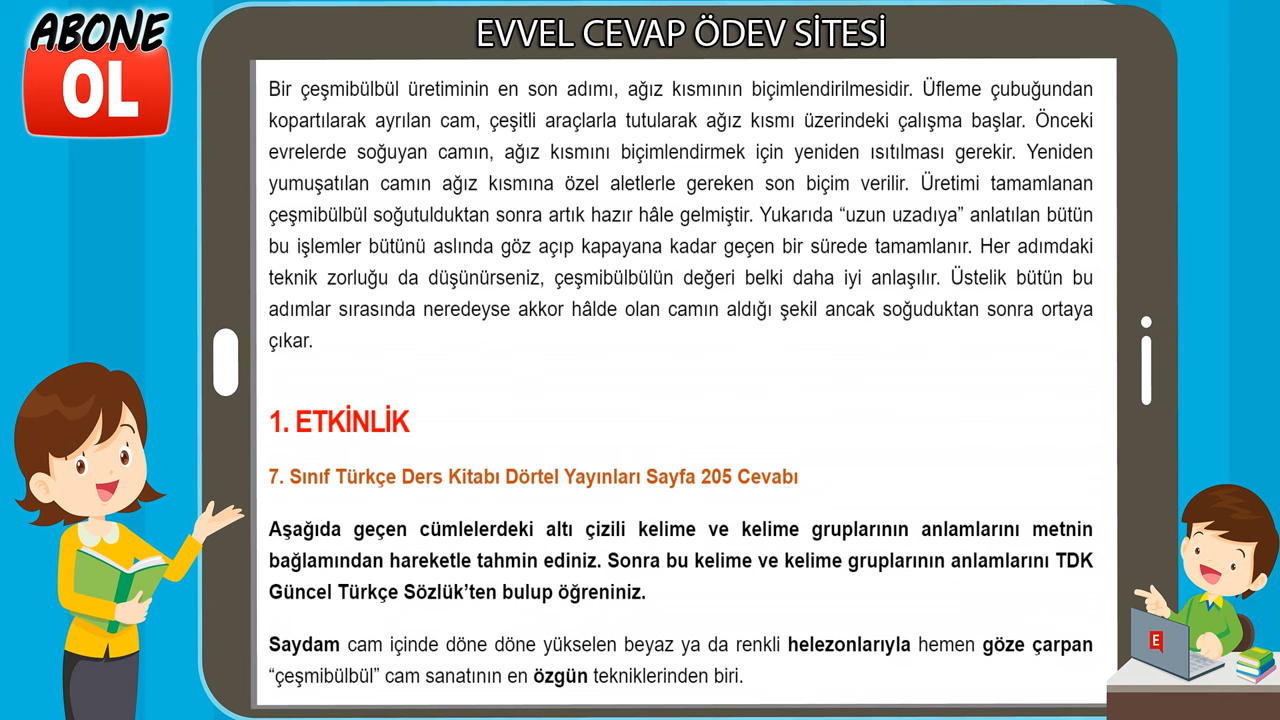 ABONE
OL
EVVEL CEVAP ÖDEV SİTESİ
Bir çeşmibülbül üretiminin en son adımı, ağız kısmının biçimlendirilmesidir. Üfleme çubuğundan
kopartılarak ayrılan cam, çeşitli araçlarla tutularak ağız kısmı üzerindeki çalışma başlar. Önceki
evrelerde soğuyan camın, ağız kısmını biçimlendirmek için yeniden ısıtılması gerekir. Yeniden
yumuşatılan camın ağız kısmına özel aletlerle gereken son biçim verilir. Üretimi tamamlanan
çeşmibülbül soğutulduktan sonra artık hazır hâle gelmiştir. Yukarıda “uzun uzadıya” anlatılan bütün
bu işlemler bütünü aslında göz açıp kapayana kadar geçen bir sürede tamamlanır. Her adımdaki
teknik zorluğu da düşünürseniz, çeşmibülbülün değeri belki daha iyi anlaşılır. Üstelik bütün bu
adımlar sırasında neredeyse akkor hâlde olan camın aldığı şekil ancak soğuduktan sonra ortaya
çıkar.
1. ETKİNLİK
7. Sınıf Türkçe Ders Kitabı Dörtel Yayınları Sayfa 205 Cevabı
Aşağıda geçen cümlelerdeki altı çizili kelime ve kelime gruplarının anlamlarını metnin
bağlamından hareketle tahmin ediniz. Sonra bu kelime ve kelime gruplarının anlamlarını TDK
Güncel Türkçe Sözlük’ten bulup öğreniniz.
Saydam cam içinde döne döne yükselen beyaz ya da renkli helezonlarıyla hemen göze çarpan
“çeşmibülbül” cam sanatının en özgün tekniklerinden biri.
E